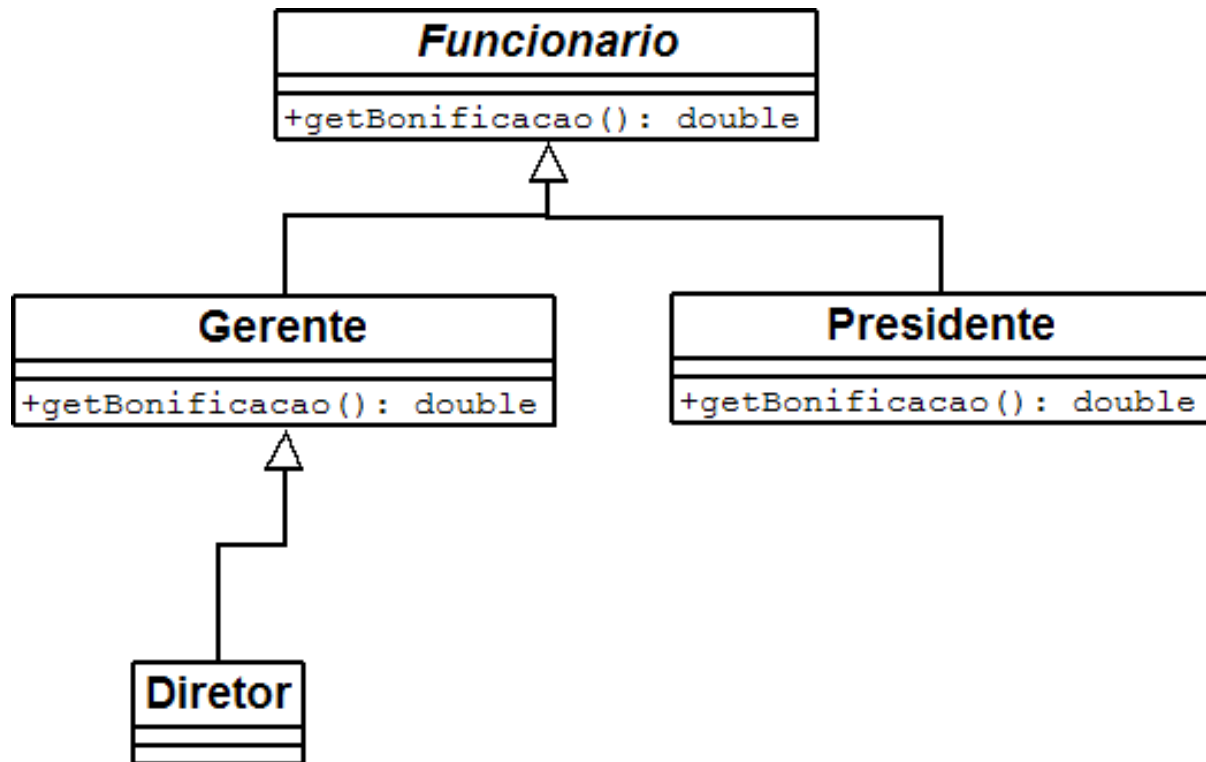 Funcionario
+getBonificacao(): double
Gerente
+getBonificacao(): double
Presidente
+getBonificacao(): double
Diretor